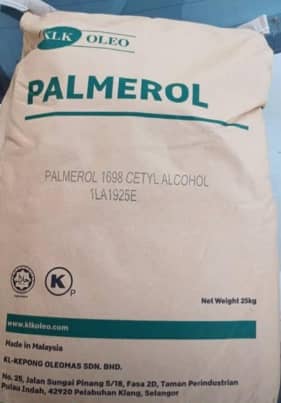 KLK OLEO
PALMEROL
PALMEROL 1698 CETYL ALCOHOL
1LA1925E
K
P
Net Weight 25kg
www.klkoleo.com
Made in Malaysia
KL-KEPONG OLEOMAS SDN. BHD.
No. 25, Jalan Sungai Pinang 5/18, Fasa 2D, Taman Perindustrian
Pulau Indah, 42920 Pelabuhan Klang, Selangor